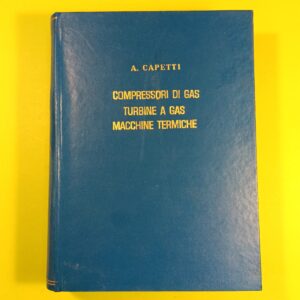 A. CAPETTI
COMPRESSORI DI GAS
TURBINE A GAS
MACCHINE TERMICHE